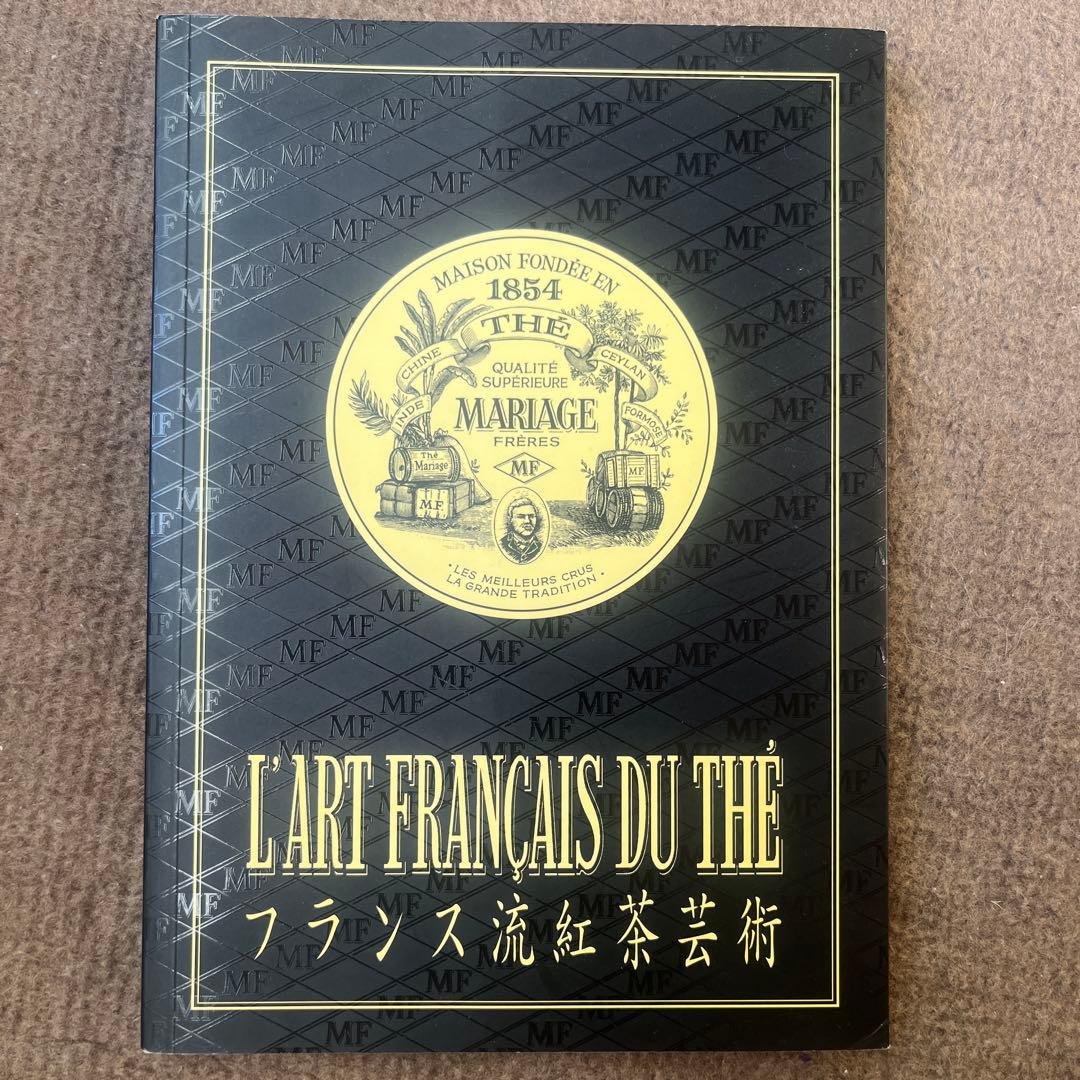 MAISON FONDÉE EN
1854
THÉ
CHINE
CEYLAN
INDE
FORMOSE
QUALITÉ
SUPÉRIEURE
MARIAGE
FRÈRES
MF
Thé
Mariage
M.F.
MF
·LES MEILLEURS CRUS
LA GRANDE TRADITION·
L'ART FRANÇAIS DU THÉ
フランス流紅茶芸術